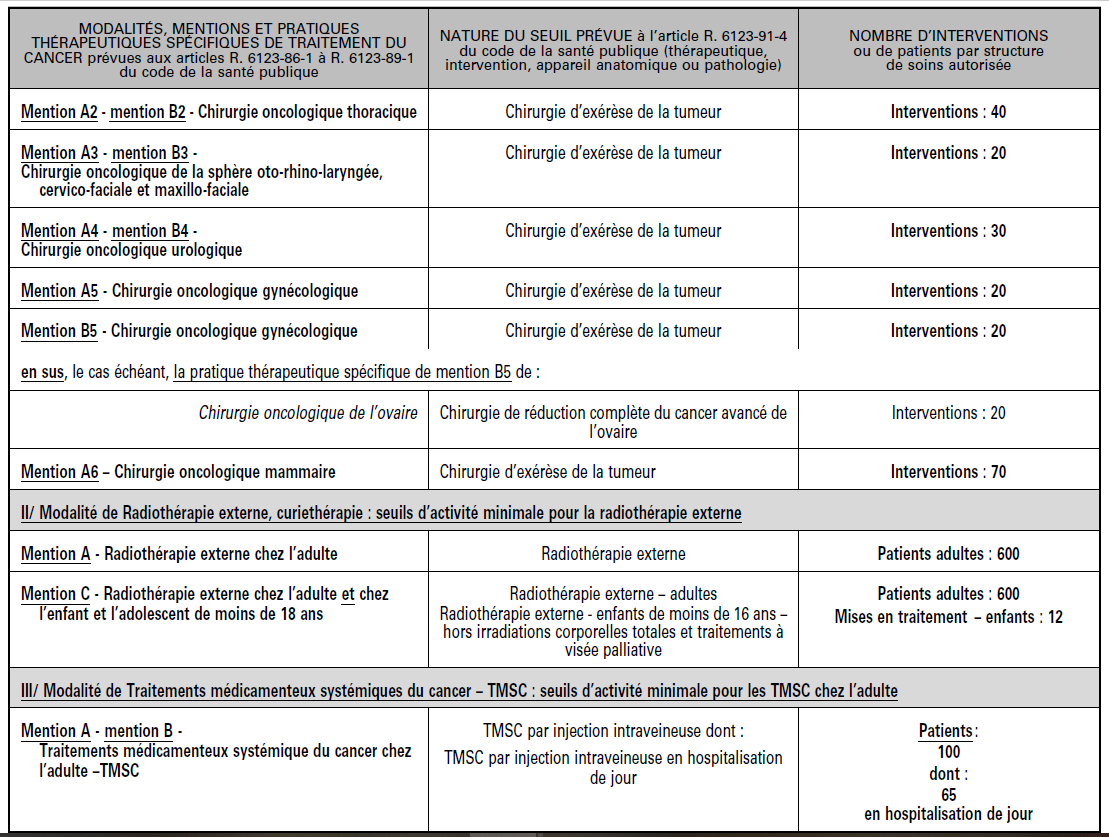 MODALITÉS, MENTIONS ET PRATIQUES
THÉRAPEUTIQUES SPÉCIFIQUES DE TRAITEMENT DU
CANCER prévues aux articles R. 6123-86-1 à R. 6123-89-1
du code de la santé publique
NATURE DU SEUIL PRÉVUE à l’article R. 6123-91-4
du code de la santé publique (thérapeutique,
intervention, appareil anatomique ou pathologie)
NOMBRE D’INTERVENTIONS
ou de patients par structure
de soins autorisée
Mention A2 - mention B2 - Chirurgie oncologique thoracique
Chirurgie d’exérèse de la tumeur
Interventions : 40
Mention A3 - mention B3 -
Chirurgie oncologique de la sphère oto-rhino-laryngée,
cervico-faciale et maxillo-faciale
Chirurgie d’exérèse de la tumeur
Interventions : 20
Mention A4 - mention B4 -
Chirurgie oncologique urologique
Chirurgie d’exérèse de la tumeur
Interventions : 30
Mention A5 - Chirurgie oncologique gynécologique
Chirurgie d’exérèse de la tumeur
Interventions : 20
Mention B5 - Chirurgie oncologique gynécologique
Chirurgie d’exérèse de la tumeur
Interventions : 20
en sus, le cas échéant, la pratique thérapeutique spécifique de mention B5 de :
Chirurgie oncologique de l’ovaire
Chirurgie de réduction complète du cancer avancé de
l’ovaire
Interventions : 20
Mention A6 – Chirurgie oncologique mammaire
Chirurgie d’exérèse de la tumeur
Interventions : 70
II/ Modalité de Radiothérapie externe, curiethérapie : seuils d’activité minimale pour la radiothérapie externe
Mention A - Radiothérapie externe chez l’adulte
Radiothérapie externe
Patients adultes : 600
Mention C - Radiothérapie externe chez l’adulte et chez
l’enfant et l’adolescent de moins de 18 ans
Radiothérapie externe – adultes
Radiothérapie externe - enfants de moins de 16 ans –
hors irradiations corporelles totales et traitements à
visée palliative
Patients adultes : 600
Mises en traitement – enfants : 12
III/ Modalité de Traitements médicamenteux systémiques du cancer – TMSC : seuils d’activité minimale pour les TMSC chez l’adulte
Mention A - mention B -
Traitements médicamenteux systémique du cancer chez
l’adulte –TMSC
TMSC par injection intraveineuse dont :
TMSC par injection intraveineuse en hospitalisation
de jour
Patients :
100
dont :
65
en hospitalisation de jour